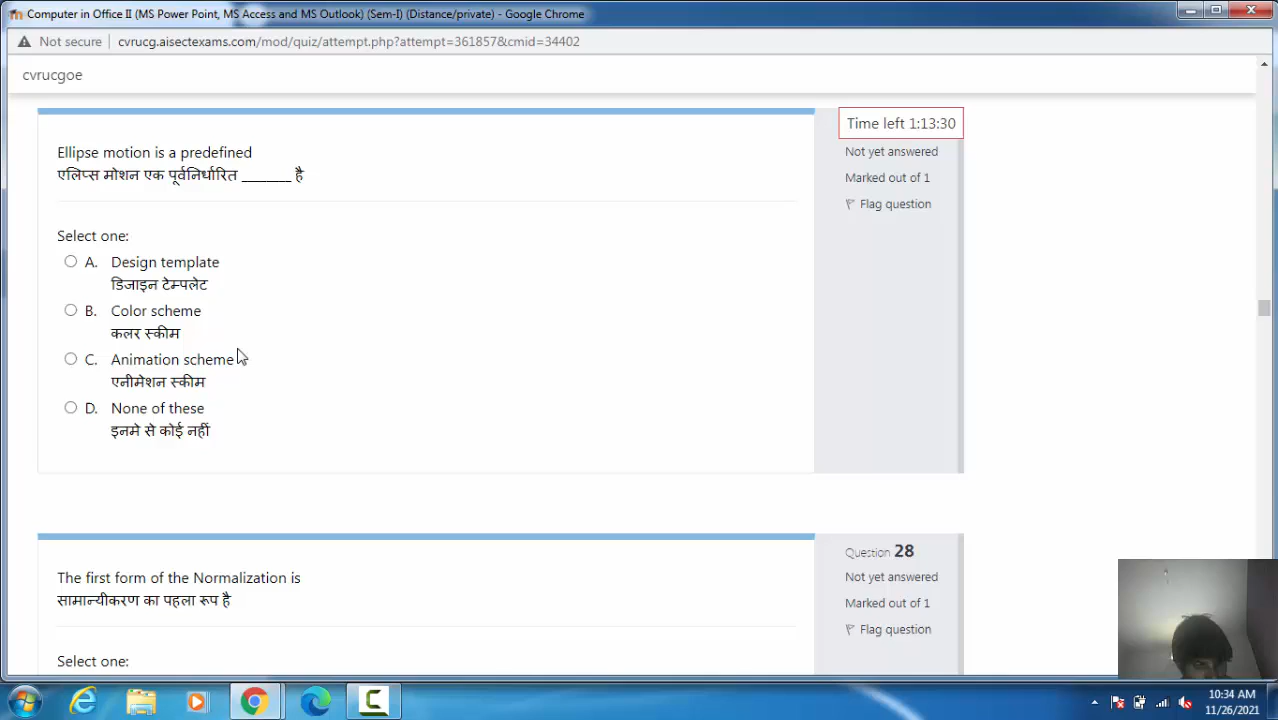 Computer in Office II (MS Power Point, MS Access and MS Outlook) (Sem-I) (Distance/private) - Google Chrome
Not secure | cvrucg.aisectexams.com/mod/quiz/attempt.php?attempt=361857&cmid=34402
cvrucgoe
Ellipse motion is a predefined
एलिप्स मोशन एक पूर्वनिर्धारित ________ है
Select one:
A. Design template
डिजाइन टेम्पलेट
B. Color scheme
कलर स्कीम
C. Animation scheme
एनीमेशन स्कीम
D. None of these
इनमे से कोई नहीं
Time left 1:13:30
Not yet answered
Marked out of 1
Flag question
The first form of the Normalization is
सामान्यीकरण का पहला रूप है
Select one:
Question 28
Not yet answered
Marked out of 1
Flag question
10:34 AM
11/26/2021